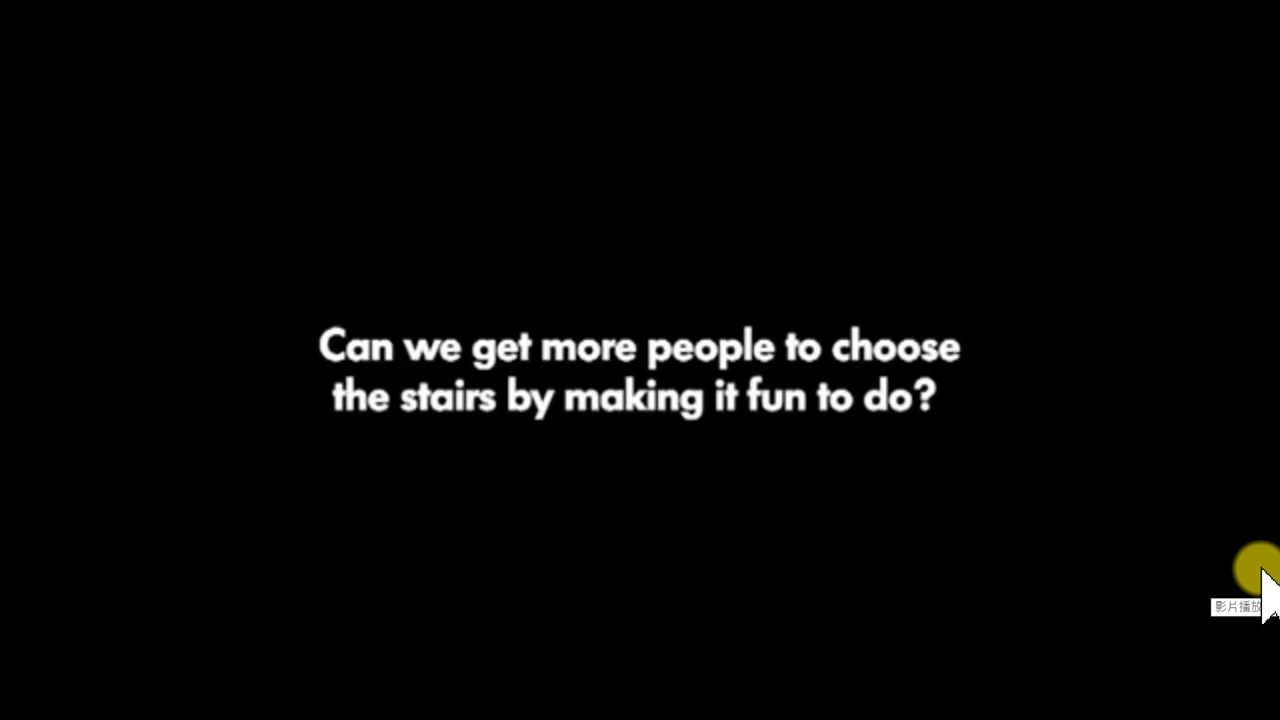 Can we get more people to choose
the stairs by making it fun to do?
影片播放